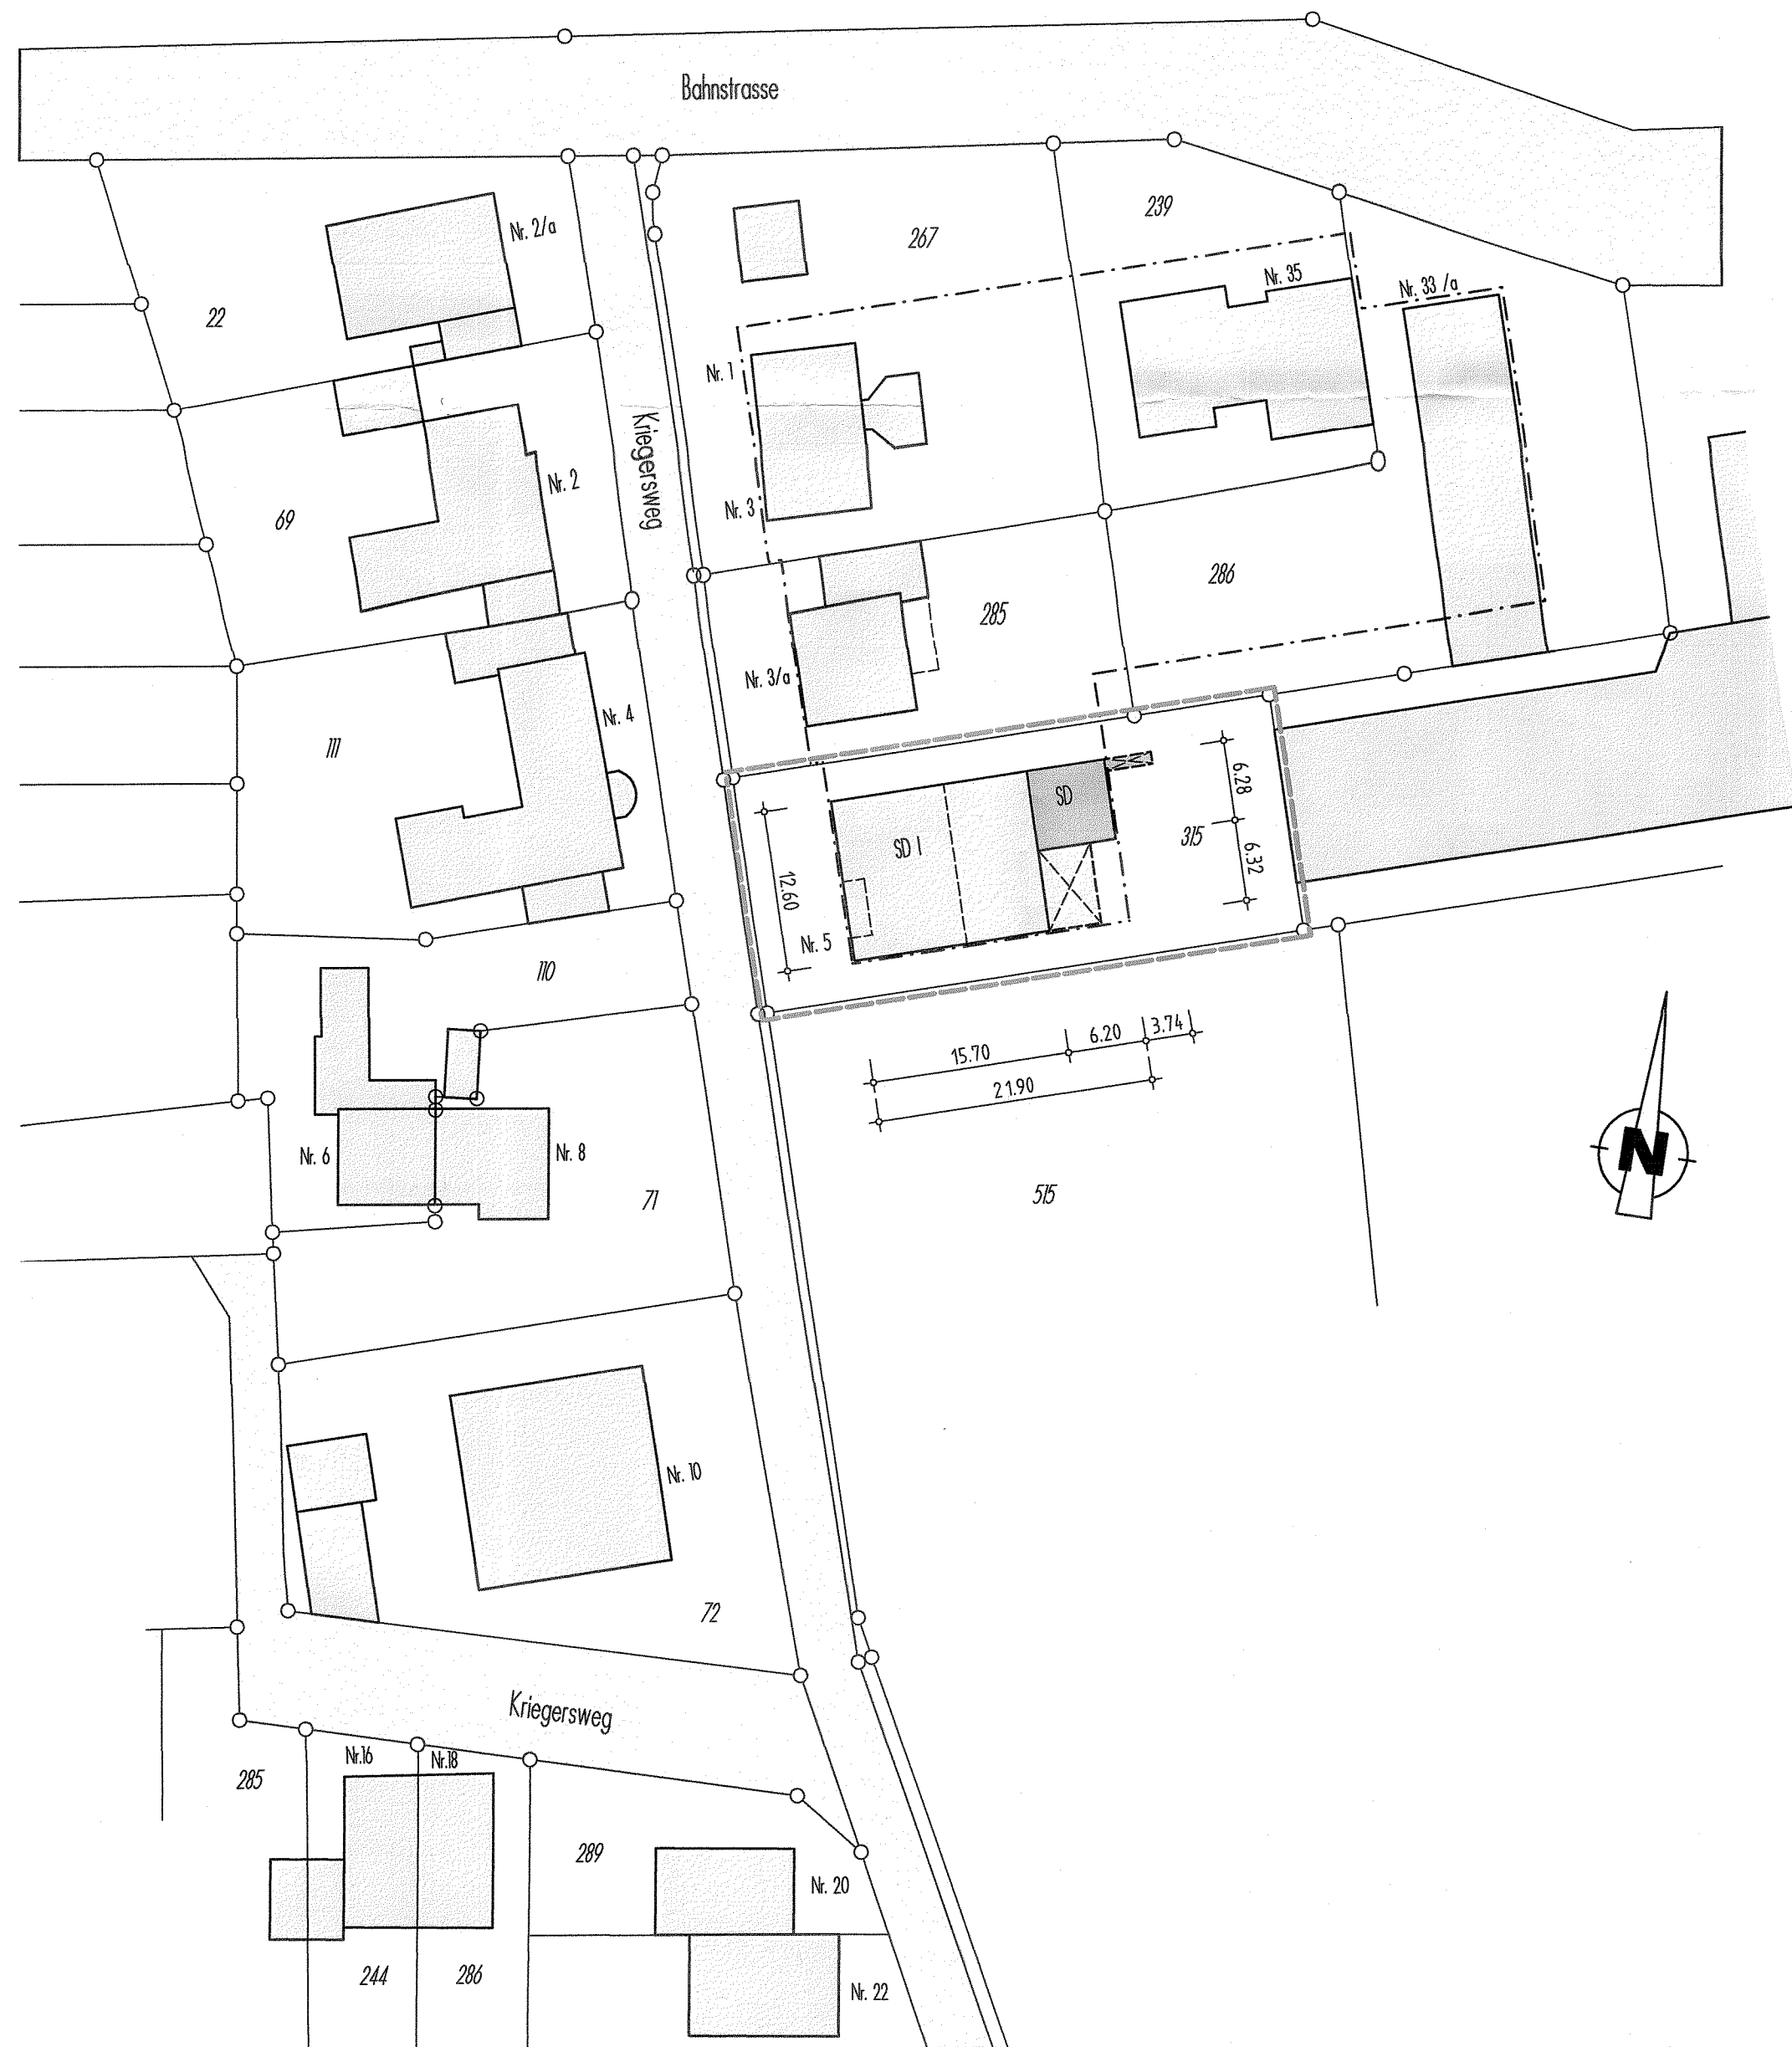 Bahnstrasse
Nr. 2/a
267
239
22
Nr. 35
Nr. 33 /a
Nr. 1
Kriegersweg
Nr. 2
Nr. 3
69
285
286
Nr. 3/a
Nr. 4
111
SD
6.28
315
SD I
6.32
12.60
Nr. 5
110
15.70
6.20
3.74
21.90
Nr. 6
Nr. 8
N
71
515
Nr. 10
72
Kriegersweg
Nr.16
Nr.18
285
289
Nr. 20
244
286
Nr. 22